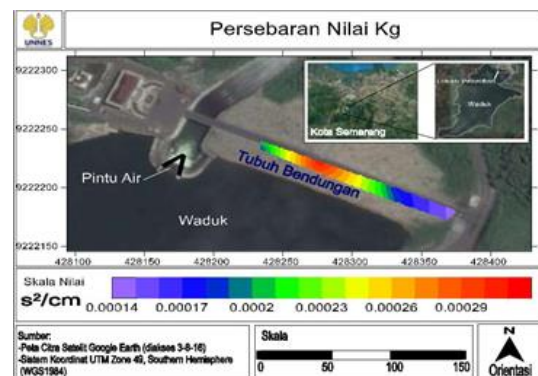 UNNES
Persebaran Nilai Kg
9222300
9222250
9222200
9222150
Kota Semarang
Waduk
Pintu Air
Tubuh Bendungan
Waduk
428100 428150 428200 428250 428300 428350 428400
Skala Nilai
s²/cm
0.00014 0.00017 0.0002 0.00023 0.00026 0.00029
Sumber:
-Peta Citra Satelit Google Earth (diakses 3-8-16)
-Sistem Koordinat UTM Zone 49, Southern Hemisphere
(WGS1984)
Skala
0 50 100 150
N
Orientasi